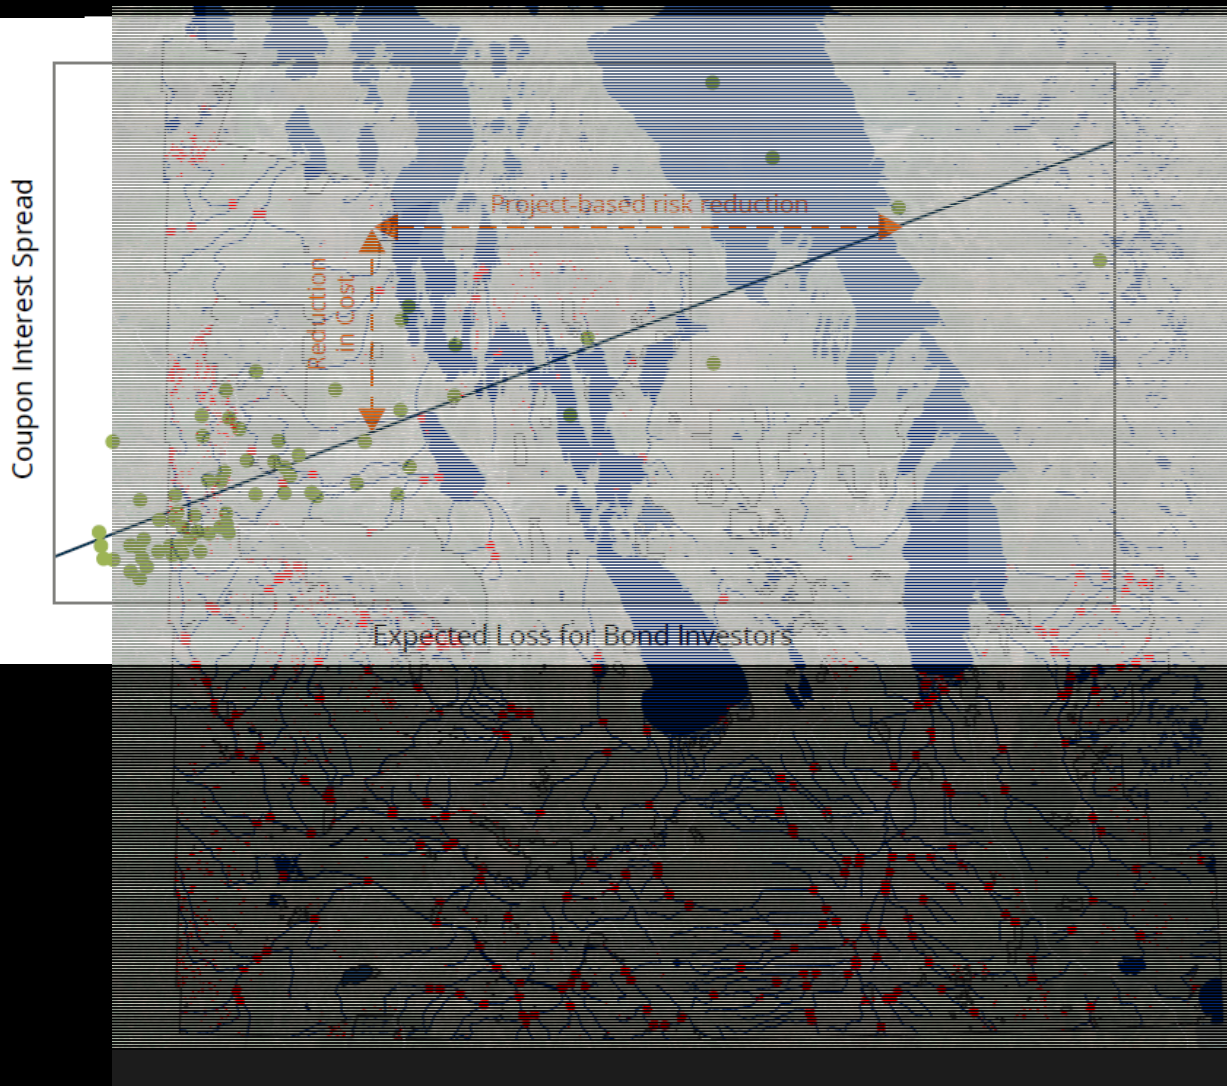 Project-based risk reduction
Reduction
in Cost
Coupon Interest Spread
Expected Loss for Bond Investors